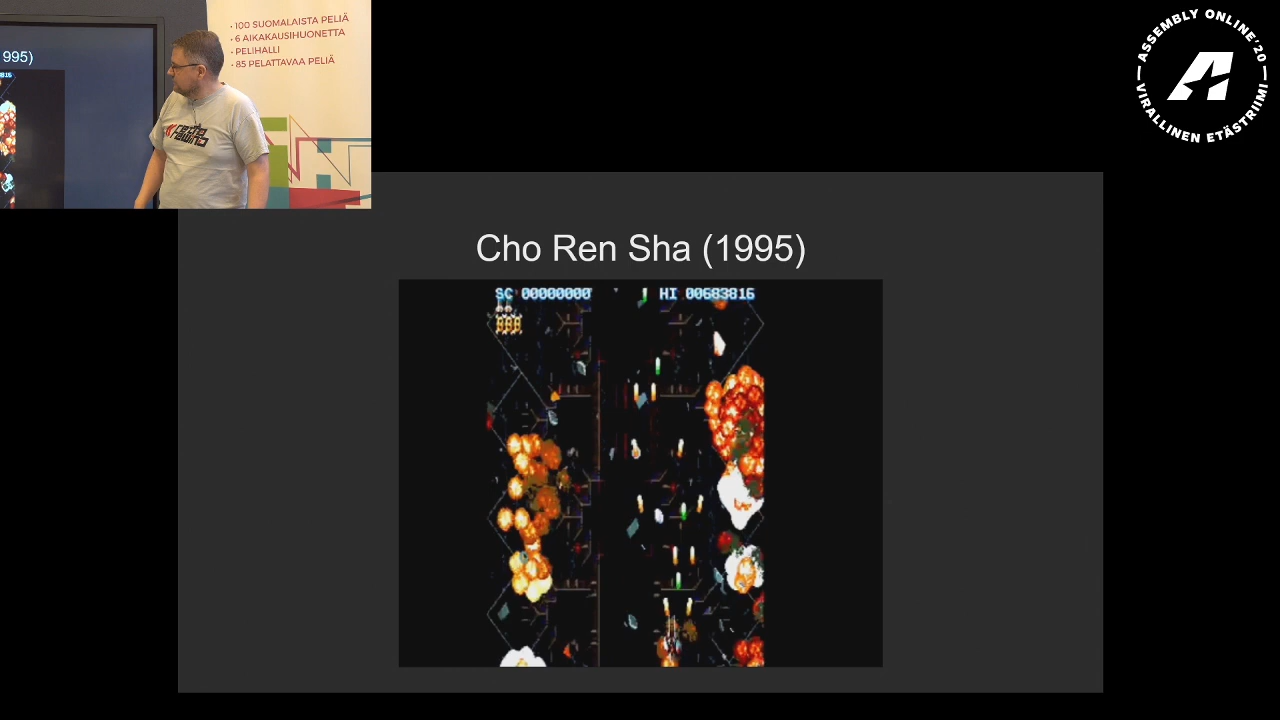 995)
• 100 SUOMALAISTA PELIÄ
• 6 AIKAKAUSIHUONETTA
• PELIHALLI
• 85 PELATTAVAA PELIÄ
ASSEMBLY ONLINE'20
VIRALLINEN ETÄSTRIIMI
Cho Ren Sha (1995)
SC 00000000
HI 00683816